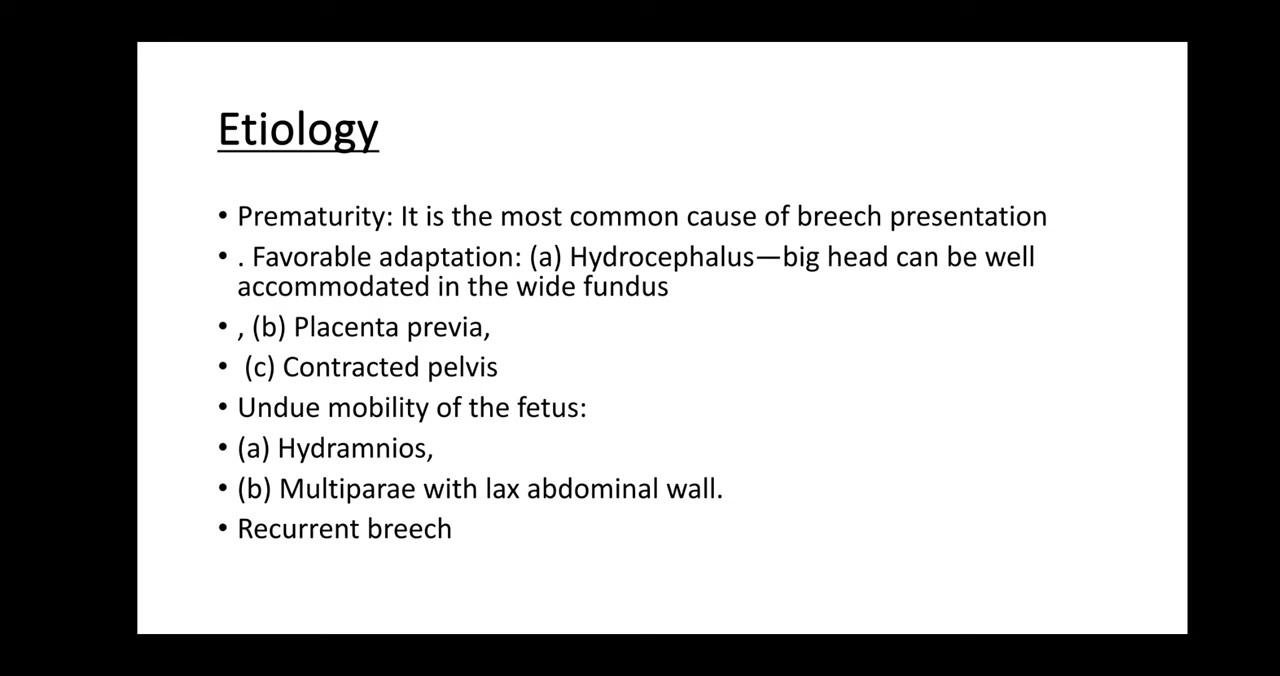 Etiology
• Prematurity: It is the most common cause of breech presentation
• . Favorable adaptation: (a) Hydrocephalus—big head can be well
accommodated in the wide fundus
• , (b) Placenta previa,
• (c) Contracted pelvis
• Undue mobility of the fetus:
• (a) Hydramnios,
• (b) Multiparae with lax abdominal wall.
• Recurrent breech